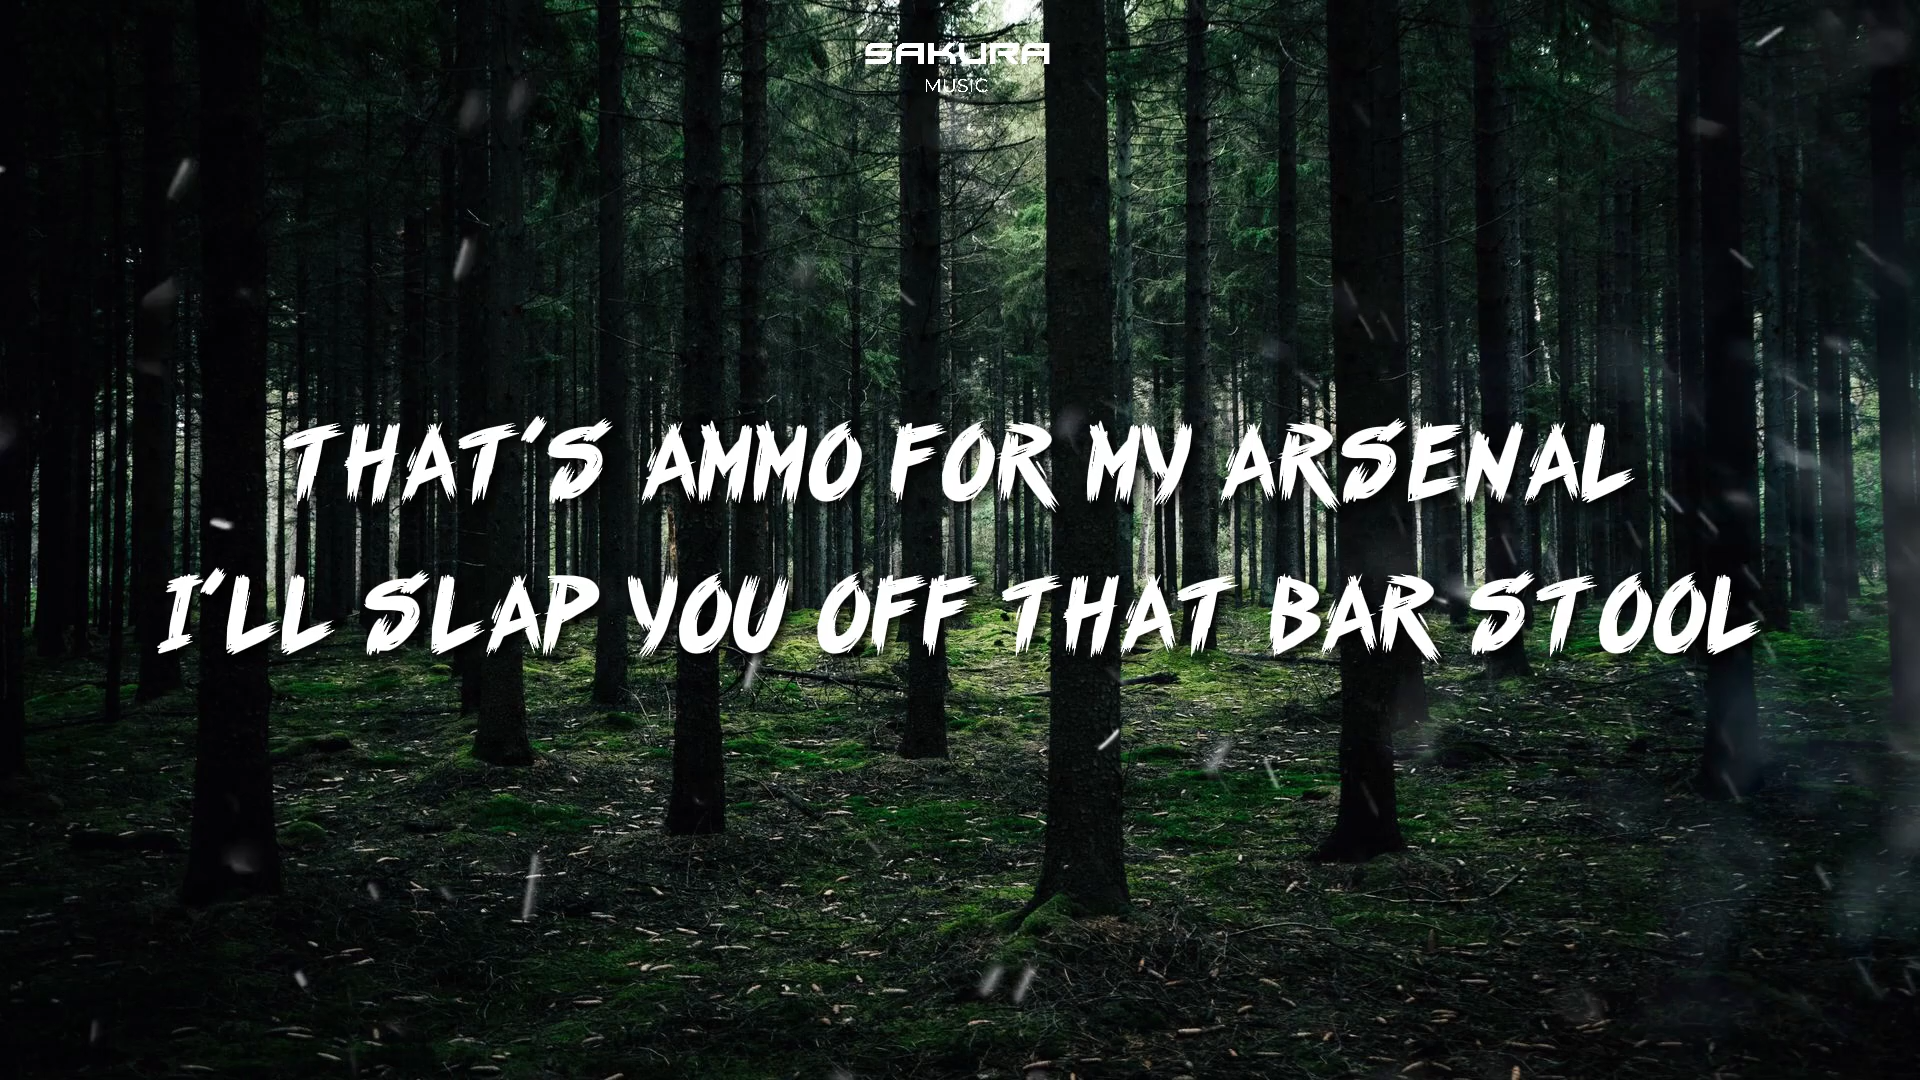 SAKURA
MUSIC
THAT'S AMMO FOR MY ARSENAL
I'LL SLAP YOU OFF THAT BAR STOOL